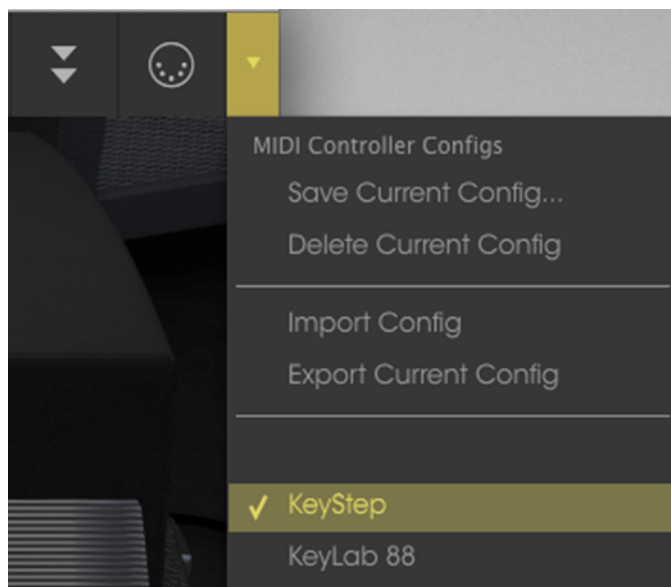 MIDI Controller Configs
Save Current Config...
Delete Current Config
Import Config
Export Current Config
KeyStep
KeyLab 88